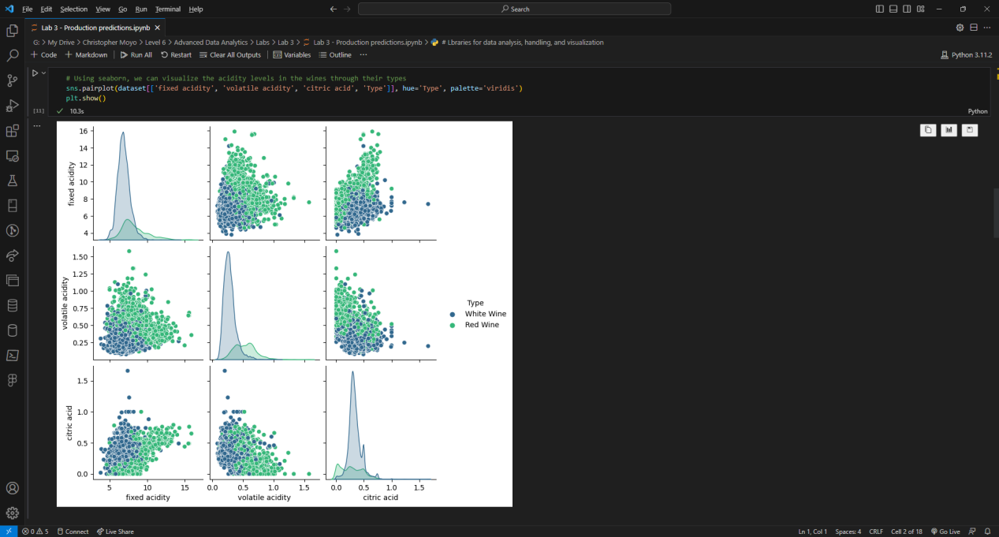 File Edit Selection View Go Run Terminal Help
Search
Lab 3 - Production predictions.ipynb
G: > My Drive > Christopher Moyo > Level 6 > Advanced Data Analytics > Labs > Lab 3 > Lab 3 - Production predictions.ipynb > # Lbraries for data analysis, handling, and visualization
+ Code + Markdown Run All Restart Clear All Outputs Variables Outline ...
Python 3.11.2
# Using seaborn, we can visualize the acidity levels in the wines through their types
sns.pairplot(dataset[['fixed acidity', 'volatile acidity', 'citric acid', 'Type']], hue='Type', palette='viridis')
plt.show()
[11] 10.3s Python
...
16
14
12
10
8
6
4
fixed acidity
1.50
1.25
1.00
0.75
0.50
0.25
volatile acidity
Type
White Wine
Red Wine
1.5
1.0
0.5
0.0
citric acid
5 10 15 0.0 0.5 1.0 1.5 0.0 0.5 1.0 1.5
fixed acidity volatile acidity citric acid
0 5 Connect Live Share Ln 1, Col 1 Spaces: 4 CRLF Cell 2 of 18 Go Live